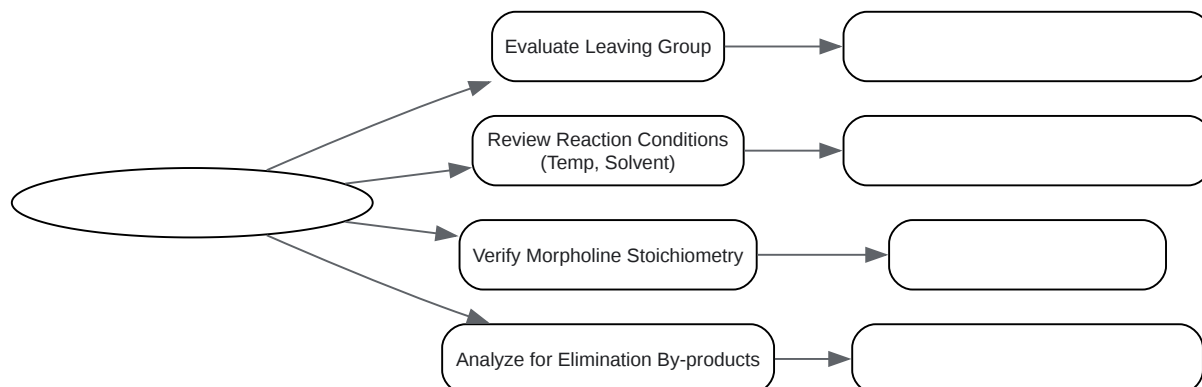 Evaluate Leaving Group
Review Reaction Conditions
(Temp, Solvent)
Verify Morpholine Stoichiometry
Analyze for Elimination By-products